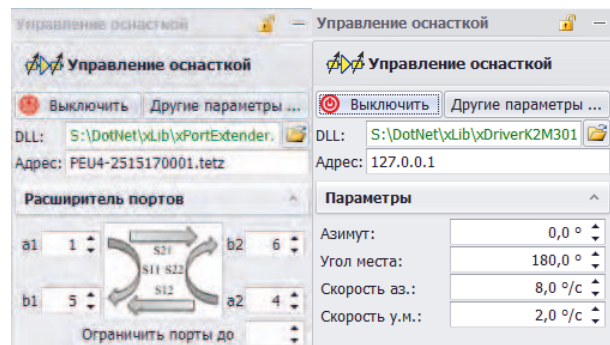 Управление оснасткой
Управление оснасткой
Выключить Другие параметры ...
DLL: S:\DotNet\xLib\xPortExtender.
Адрес: PEU4-2515170001.tetz
Расширитель портов
a1 1 S21 b2 6
S11 S22
b1 5 S12 a2 4
Ограничить порты до
Управление оснасткой
Управление оснасткой
Выключить Другие параметры ...
DLL: S:\DotNet\xLib\xDriverK2M301
Адрес: 127.0.0.1
Параметры
Азимут: 0,0 °
Угол места: 180,0 °
Скорость аз.: 8,0 °/с
Скорость у.м.: 2,0 °/с